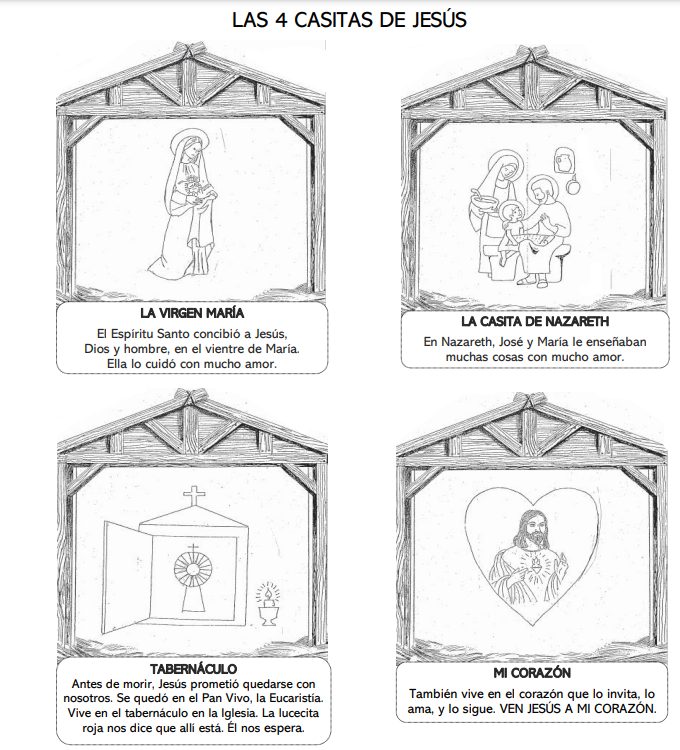 LAS 4 CASITAS DE JESÚS
LA VIRGEN MARÍA
El Espíritu Santo concibió a Jesús,
Dios y hombre, en el vientre de María.
Ella lo cuidó con mucho amor.
LA CASITA DE NAZARETH
En Nazareth, José y María le enseñaban
muchas cosas con mucho amor.
TABERNÁCULO
Antes de morir, Jesús prometió quedarse con
nosotros. Se quedó en el Pan Vivo, la Eucaristía.
Vive en el tabernáculo en la Iglesia. La lucecita
roja nos dice que allí está. Él nos espera.
MI CORAZÓN
También vive en el corazón que lo invita, lo
ama, y lo sigue. VEN JESÚS A MI CORAZÓN.